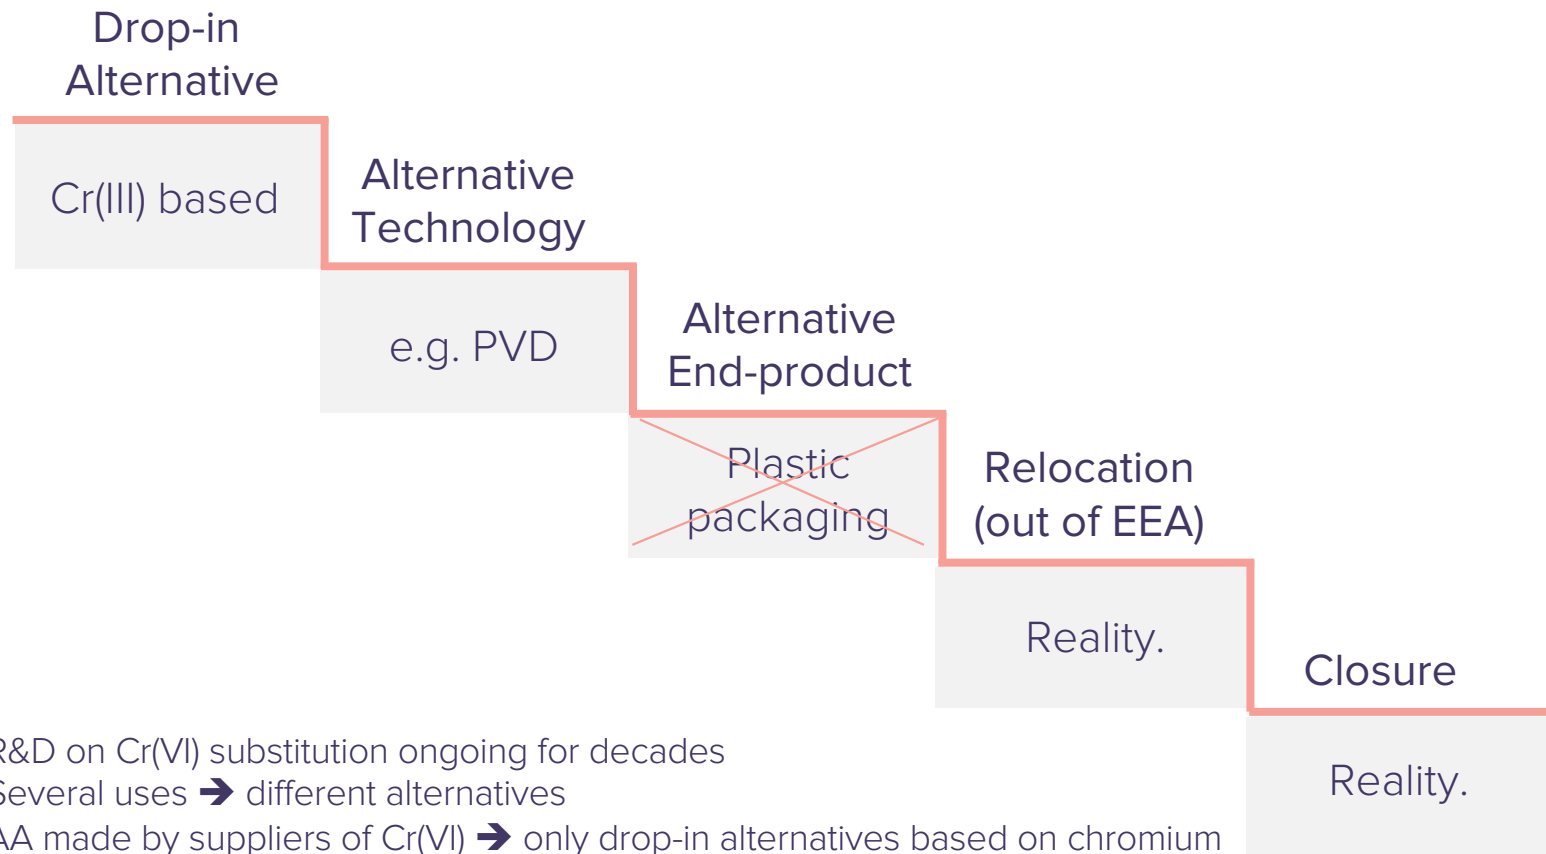 Drop-in
Alternative
Cr(III) based
Alternative
Technology
e.g. PVD
Alternative
End-product
Plastic
packaging
Relocation
(out of EEA)
Reality.
Closure
Reality.
R&D on Cr(VI) substitution ongoing for decades
Several uses → different alternatives
AA made by suppliers of Cr(VI) → only drop-in alternatives based on chromium